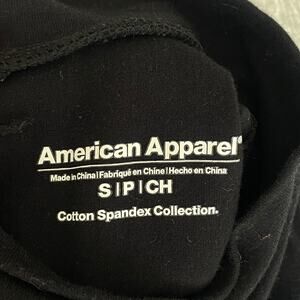 American Apparel®
Made in China | Fabriqué en Chine | Hecho en China
S | P | CH
Cotton Spandex Collection.